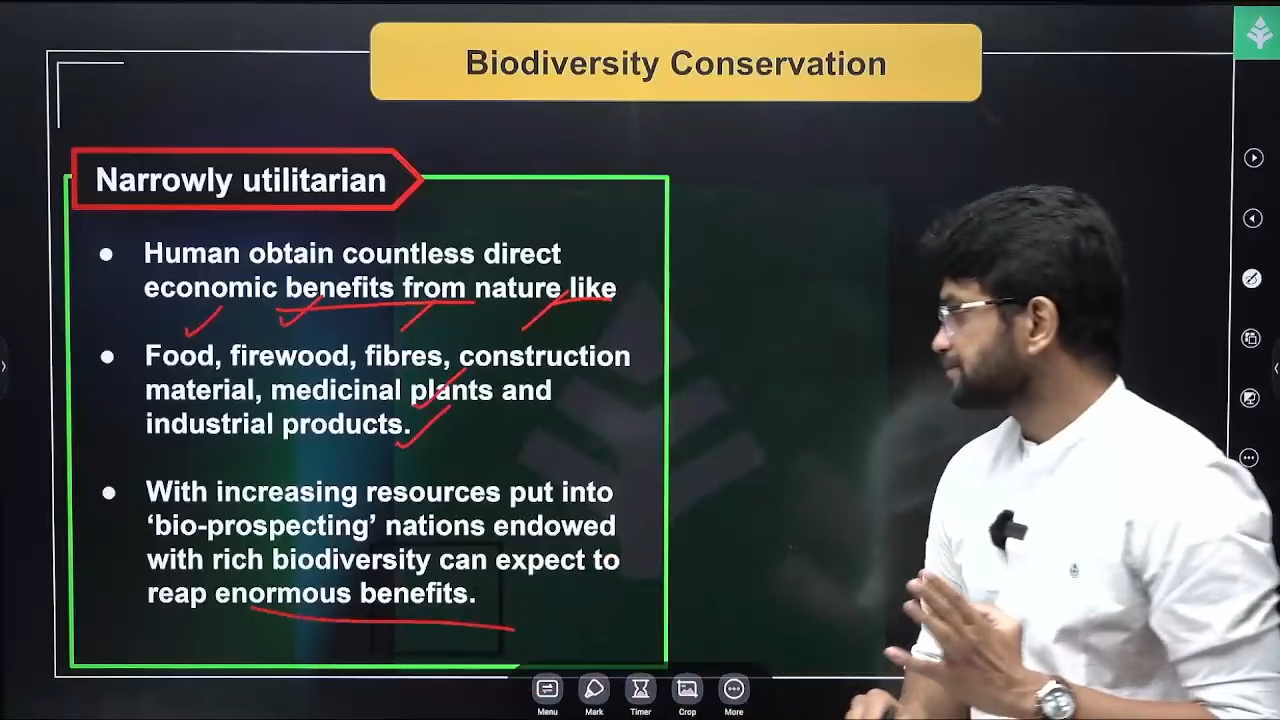 Biodiversity Conservation
Narrowly utilitarian
Human obtain countless direct
economic benefits from nature like
Food, firewood, fibres, construction
material, medicinal plants and
industrial products.
With increasing resources put into
‘bio-prospecting’ nations endowed
with rich biodiversity can expect to
reap enormous benefits.
Menu
Mark
Timer
Crop
More